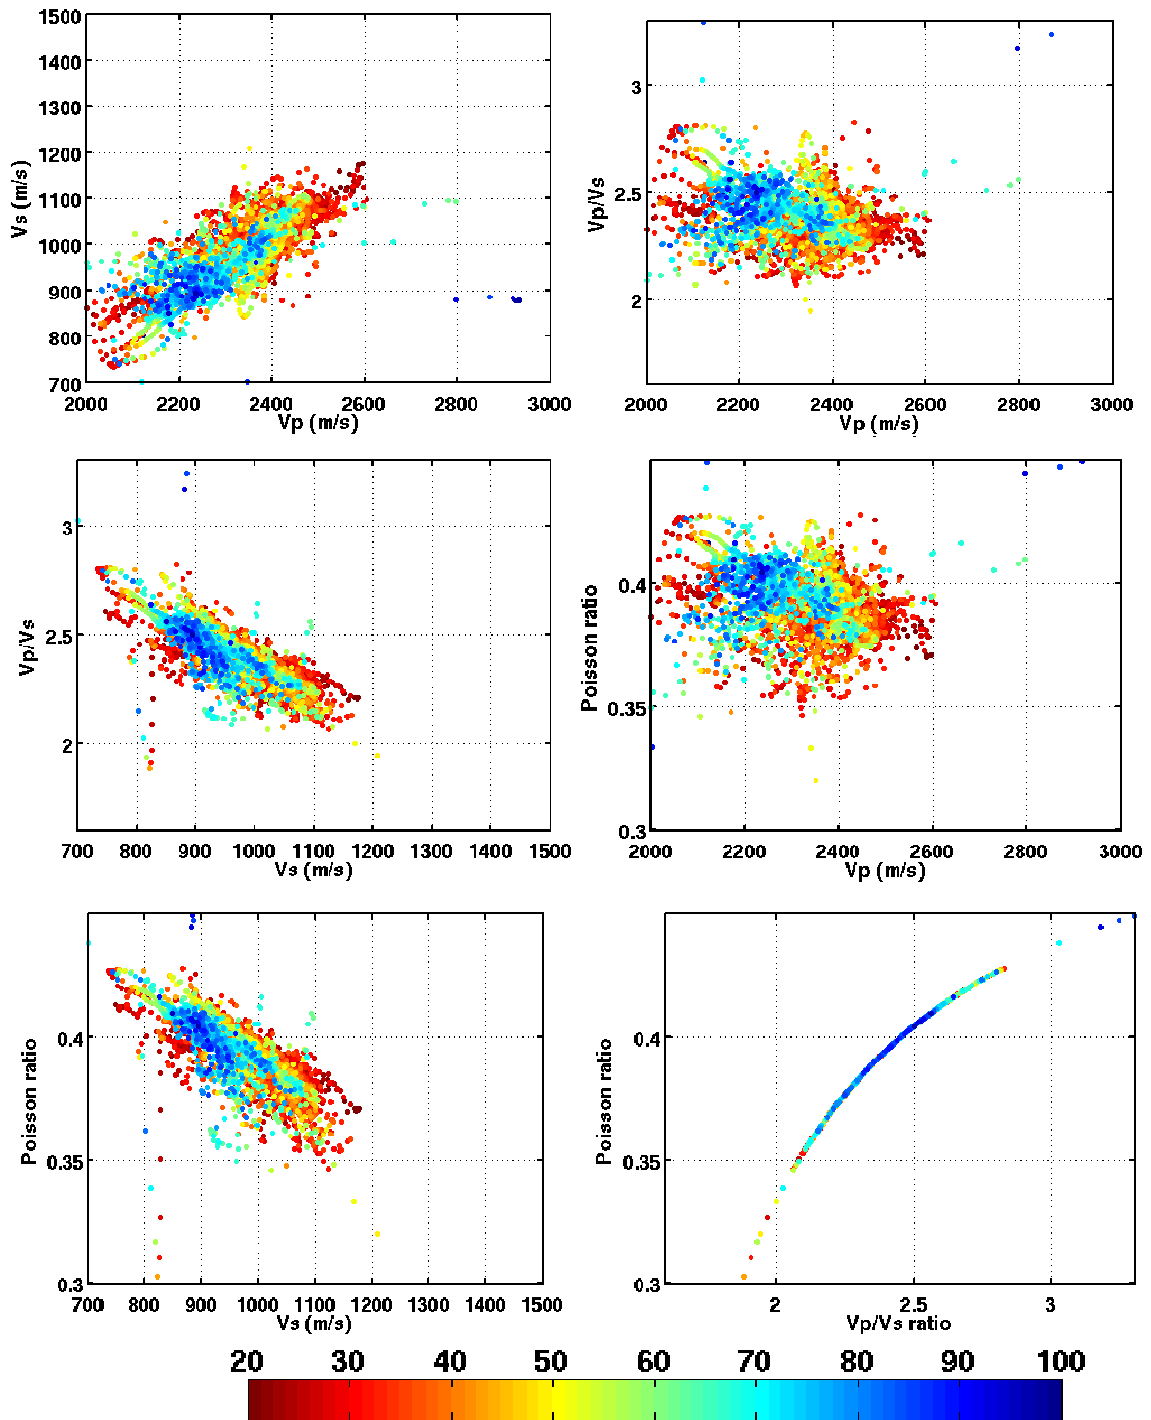 1500
1400
1300
1200
1100
1000
900
800
700
Vs (m/s)
2000 2200 2400 2600 2800 3000
Vp (m/s)
3
2.5
2
Vp/Vs
2000 2200 2400 2600 2800 3000
Vp (m/s)
3
2.5
2
Vp/Vs
700 800 900 1000 1100 1200 1300 1400 1500
Vs (m/s)
0.4
0.35
0.3
Poisson ratio
2000 2200 2400 2600 2800 3000
Vp (m/s)
0.4
0.35
0.3
Poisson ratio
700 800 900 1000 1100 1200 1300 1400 1500
Vs (m/s)
0.4
0.35
0.3
Poisson ratio
2 2.5 3
Vp/Vs ratio
20 30 40 50 60 70 80 90 100